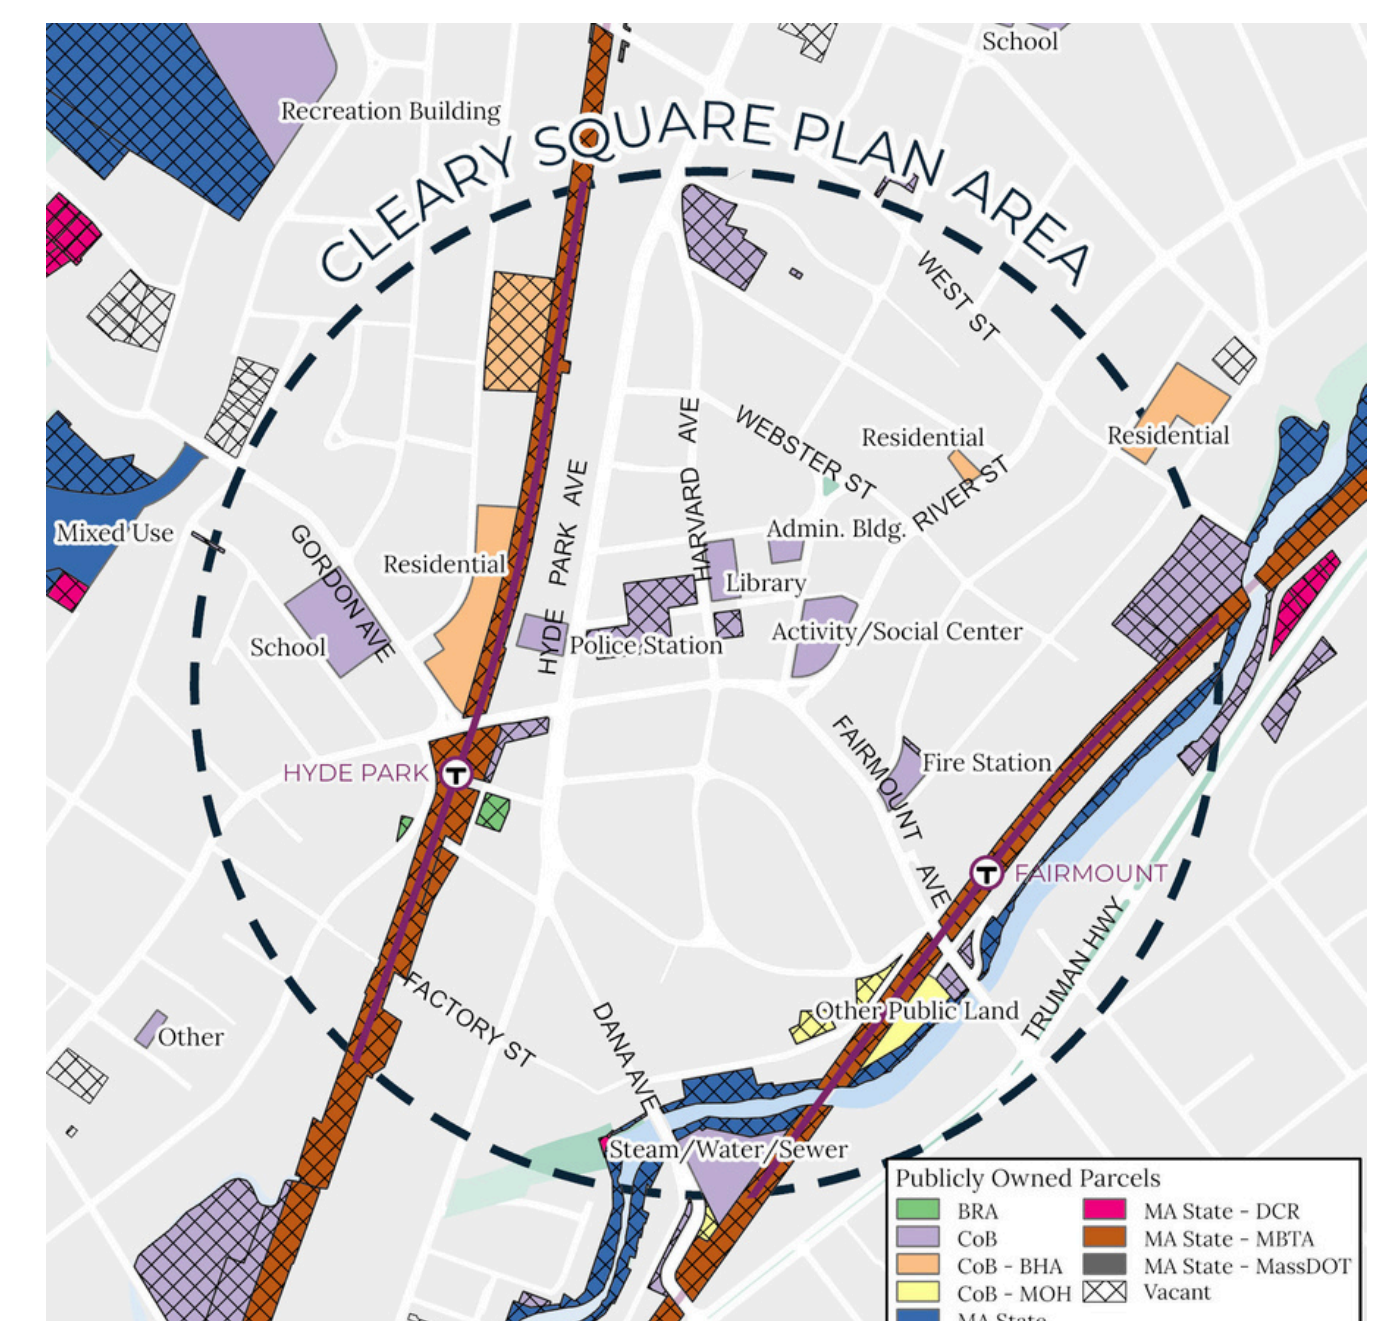 School
Recreation Building
CLEARY SQUARE PLAN AREA
WEST ST
HARVARD AVE
WEBSTER ST
Residential
Residential
RIVER ST
HYDE PARK AVE
Mixed Use
GORDON AVE
Residential
Admin. Bldg.
Library
School
Police Station
Activity/Social Center
FAIRMOUNT AVE
Fire Station
HYDE PARK
T
T
FAIRMOUNT
TRUMAN HWY
FACTORY ST
DANA AVE
Other Public Land
Other
Steam/Water/Sewer
Publicly Owned Parcels
BRA
CoB
CoB - BHA
CoB - MOH
MA State
MA State - DCR
MA State - MBTA
MA State - MassDOT
Vacant